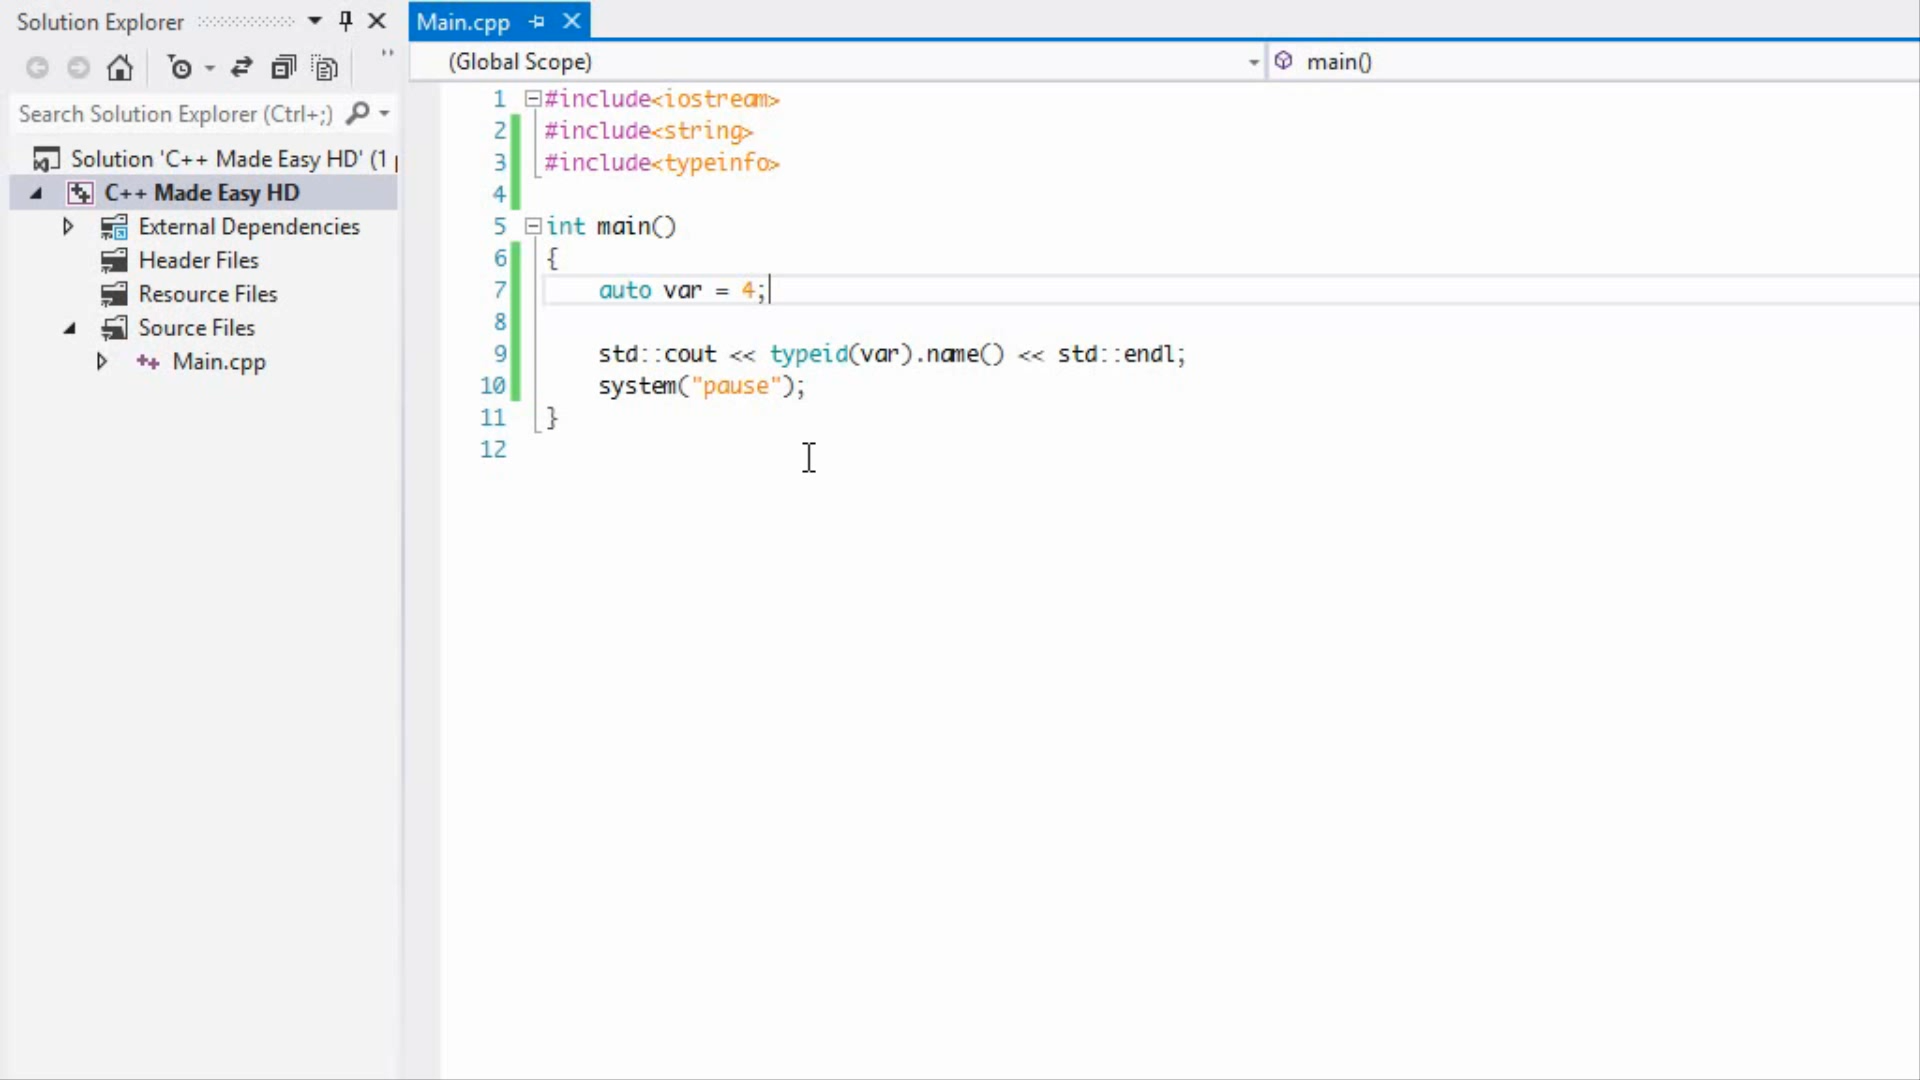 Solution Explorer
Search Solution Explorer (Ctrl+;)
Solution 'C++ Made Easy HD' (1
C++ Made Easy HD
External Dependencies
Header Files
Resource Files
Source Files
Main.cpp
Main.cpp
(Global Scope)
main()
1 #include<iostream>
2 #include<string>
3 #include<typeinfo>
4
5 int main()
6 {
7 auto var = 4;
8
9 std::cout << typeid(var).name() << std::endl;
10 system("pause");
11 }
12